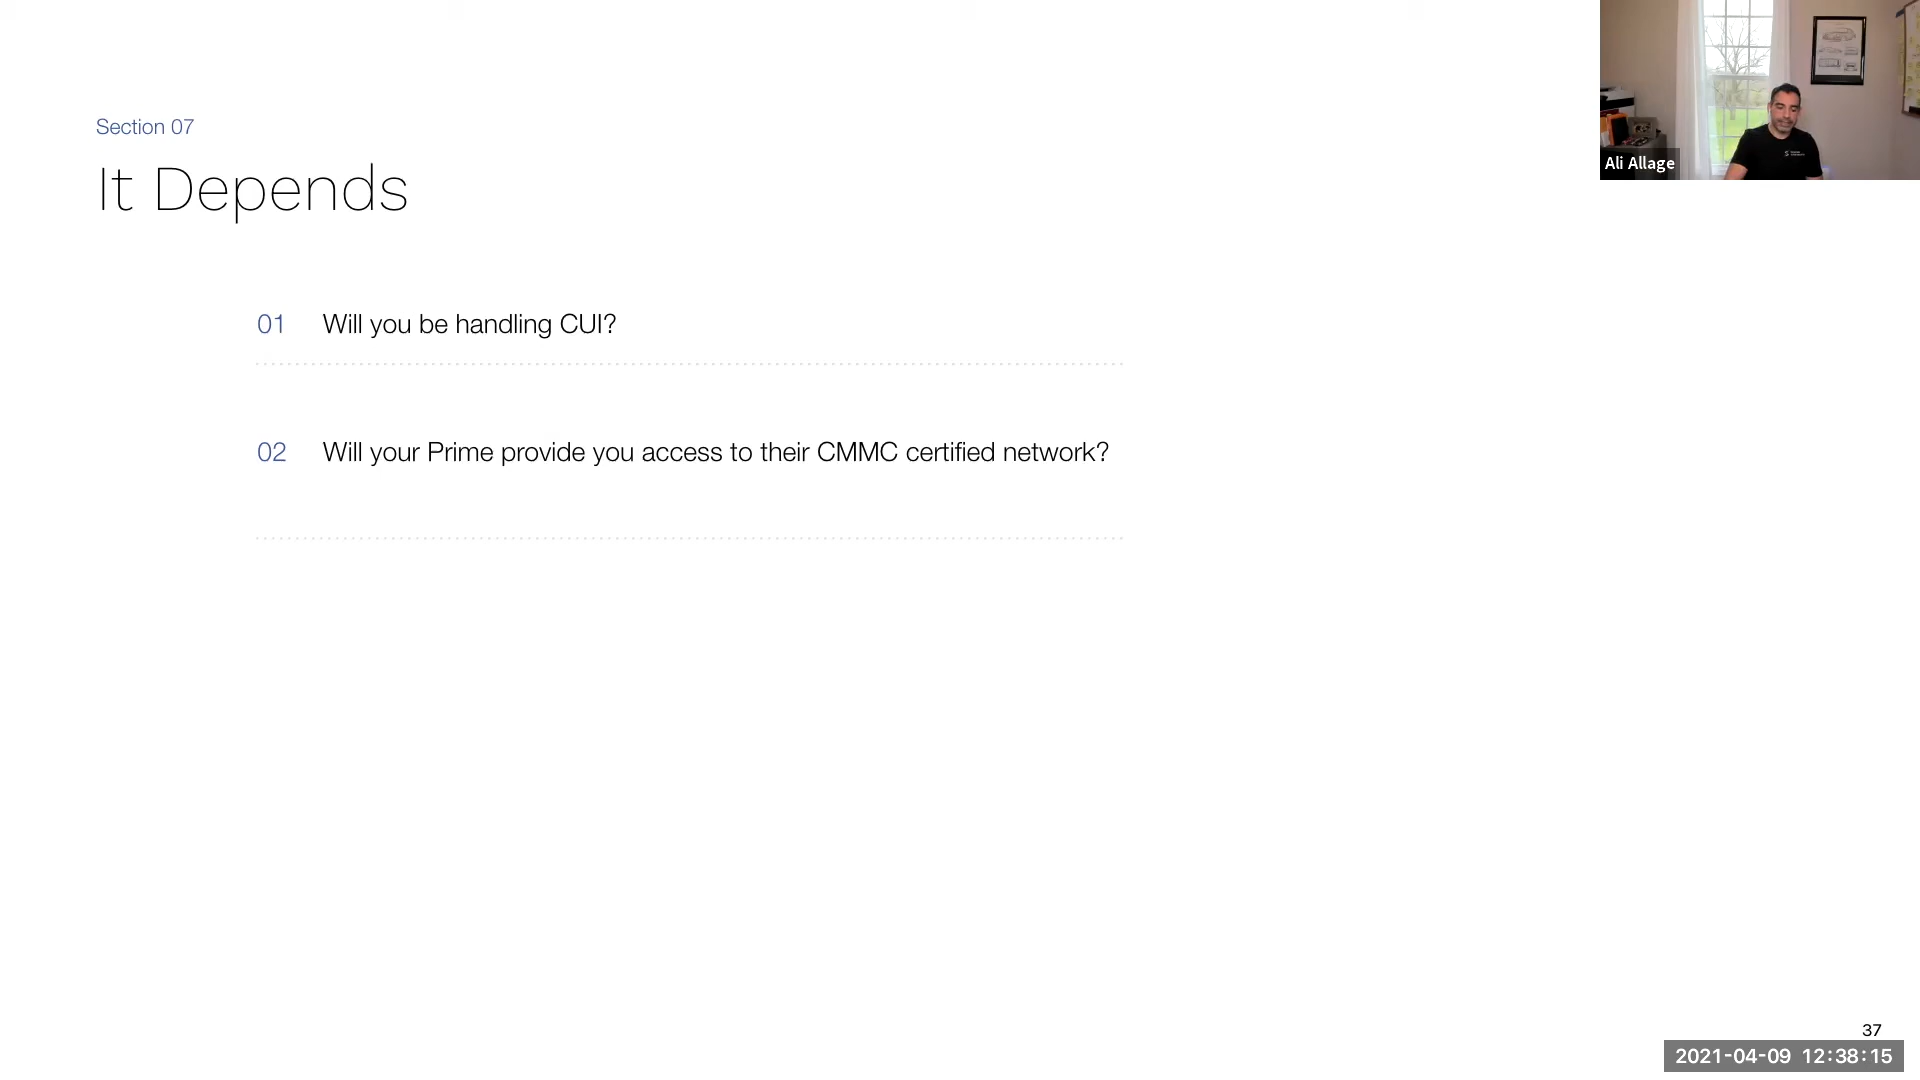 Section 07
It Depends
01 Will you be handling CUI?
02 Will your Prime provide you access to their CMMC certified network?
Ali Allage
37
2021-04-09 12:38:15